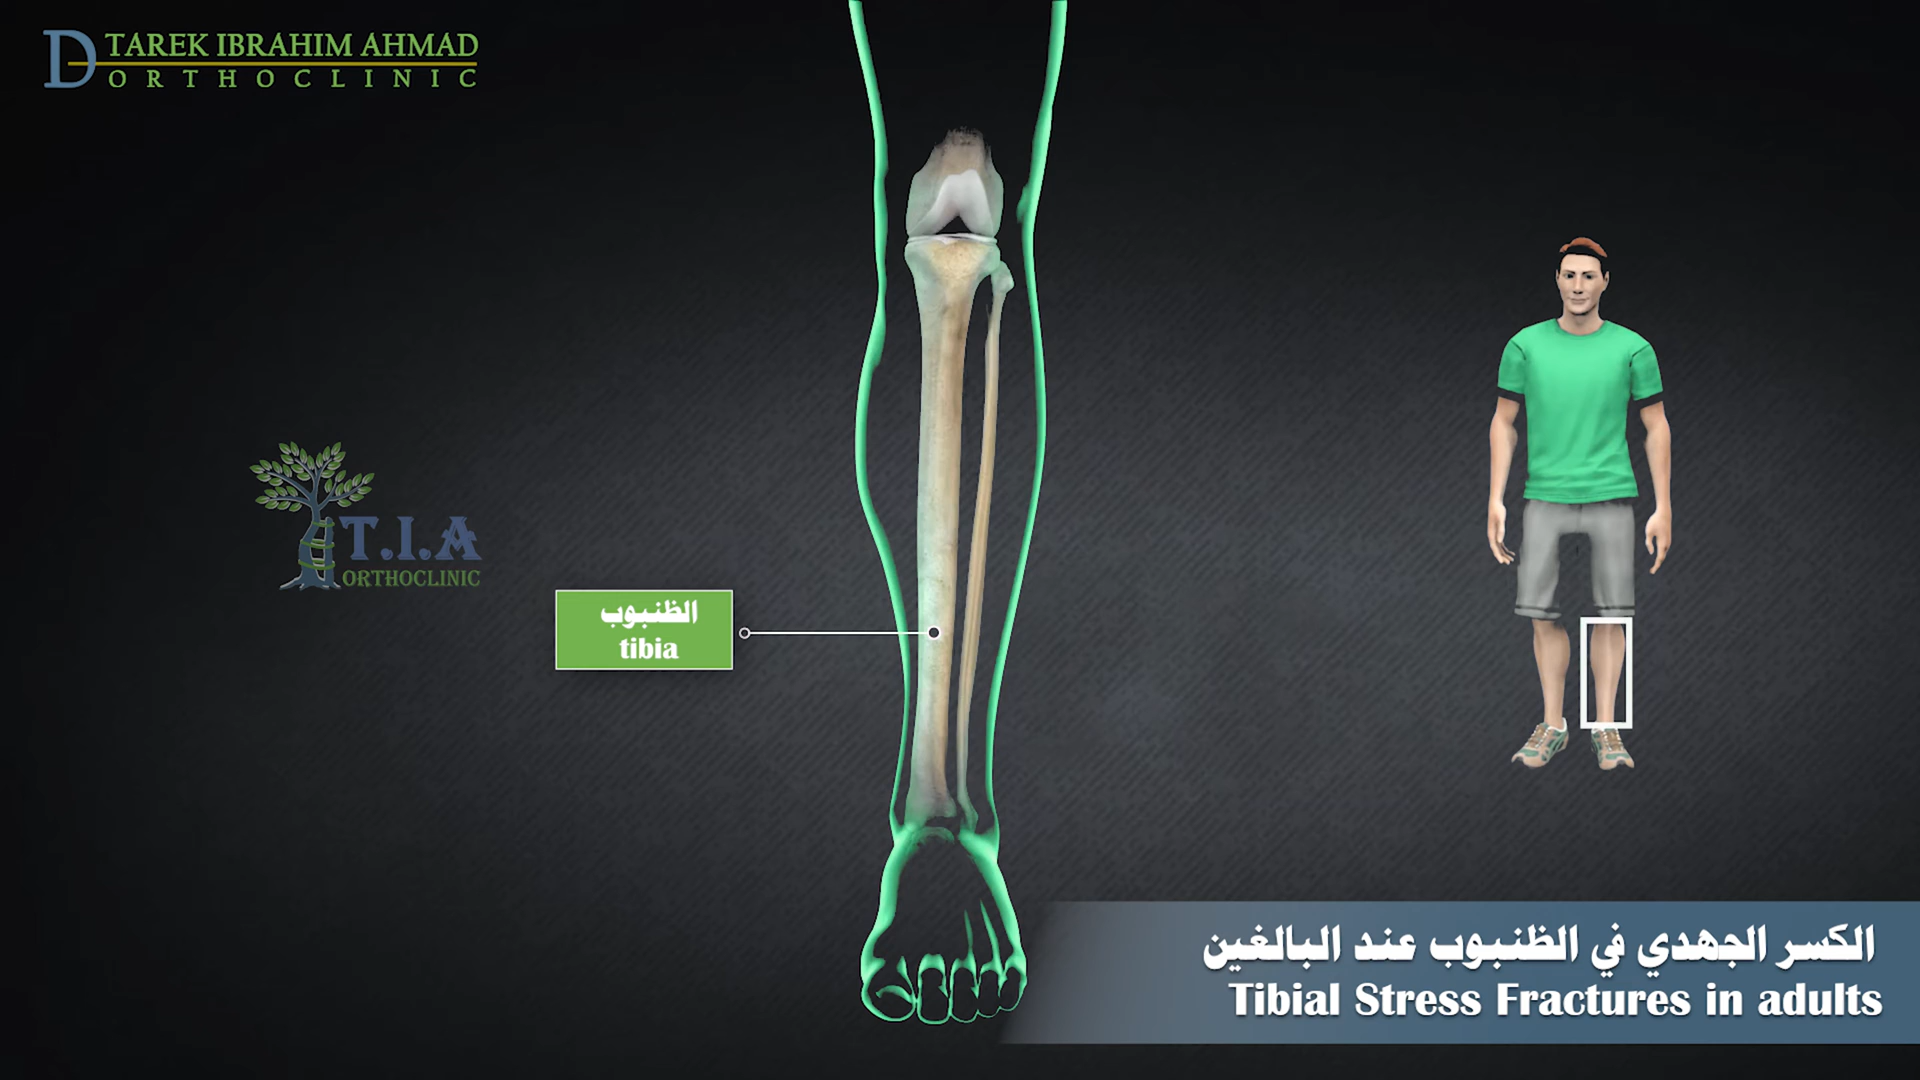 D TAREK IBRAHIM AHMAD
ORTHOCLINIC
T.I.A
ORTHOCLINIC
الظنبوب
tibia
الكسر الجهدي في الظنبوب عند البالغين
Tibial Stress Fractures in adults